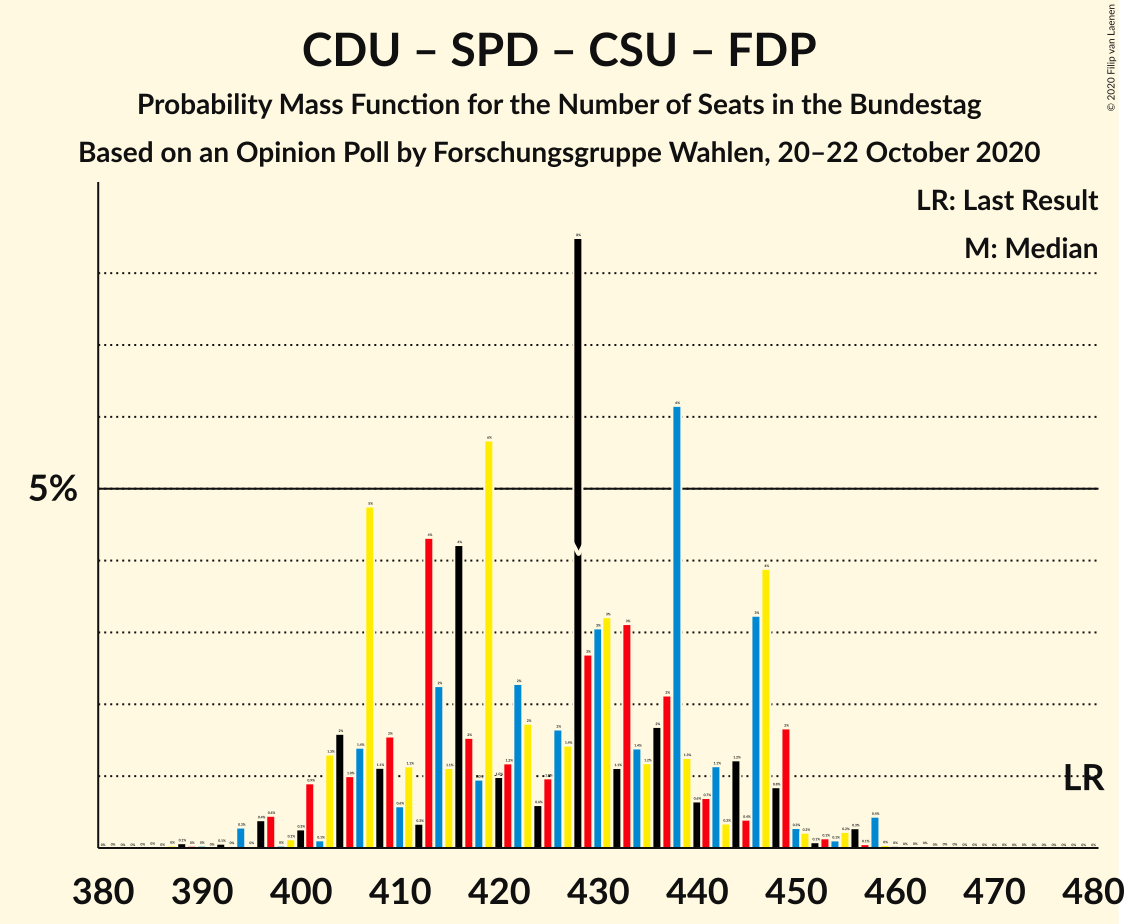 CDU – SPD – CSU – FDP
Probability Mass Function for the Number of Seats in the Bundestag
Based on an Opinion Poll by Forschungsgruppe Wahlen, 20–22 October 2020
© 2020 Filip van Laenen
LR: Last Result
M: Median
5%
LR
380 390 400 410 420 430 440 450 460 470 480